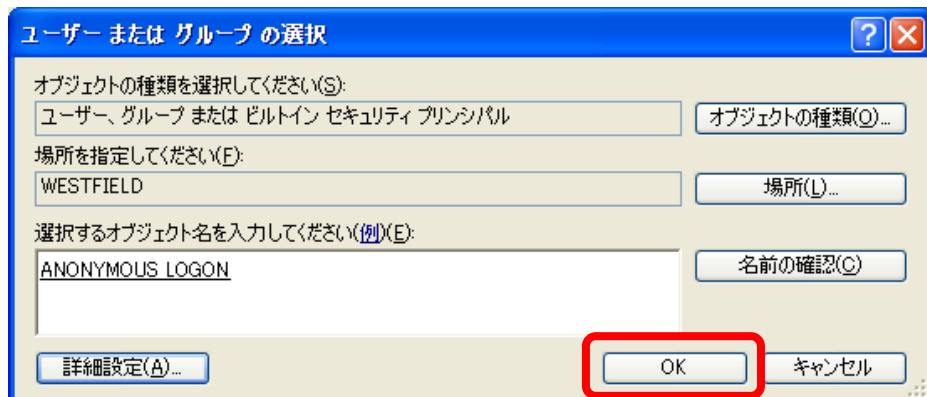 ユーザー または グループ の選択
オブジェクトの種類を選択してください(S):
ユーザー、グループ または ビルトイン セキュリティ プリンシパル
オブジェクトの種類(O)...
場所を指定してください(F):
WESTFIELD
場所(L)...
選択するオブジェクト名を入力してください(例)(E):
ANONYMOUS LOGON
名前の確認(C)
詳細設定(A)...
OK
キャンセル